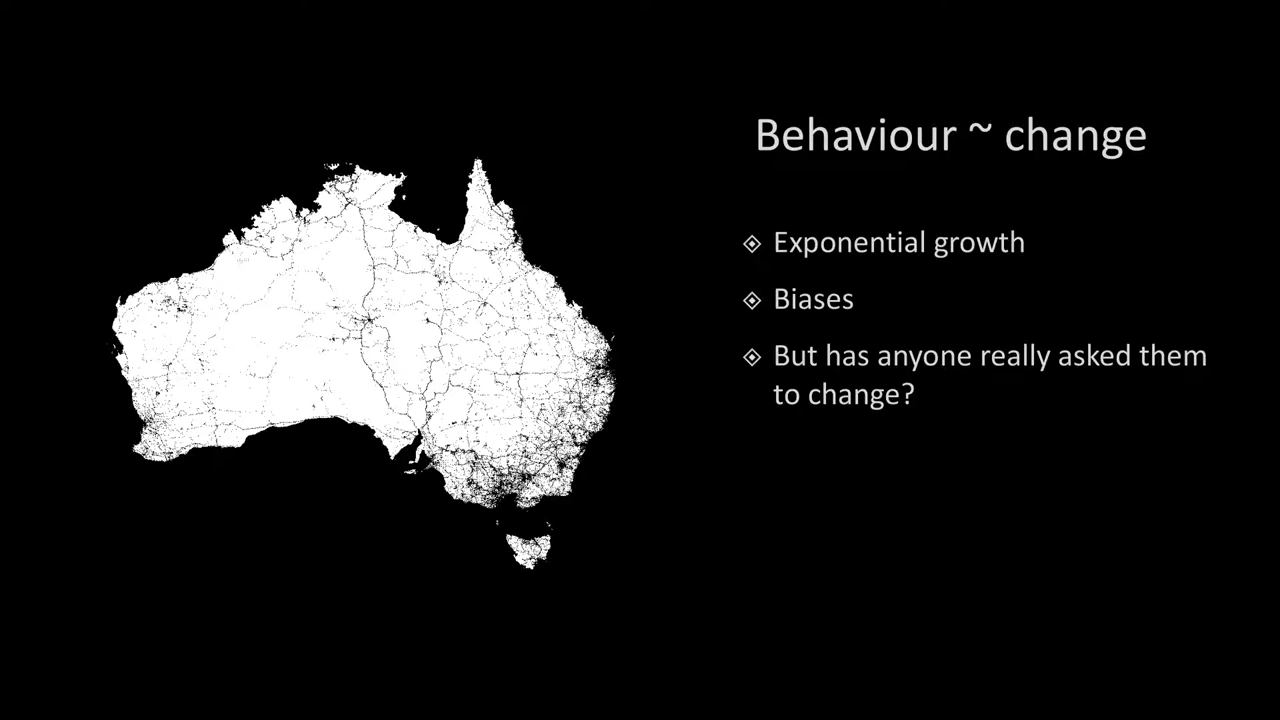 Behaviour ~ change
Exponential growth
Biases
But has anyone really asked them
to change?